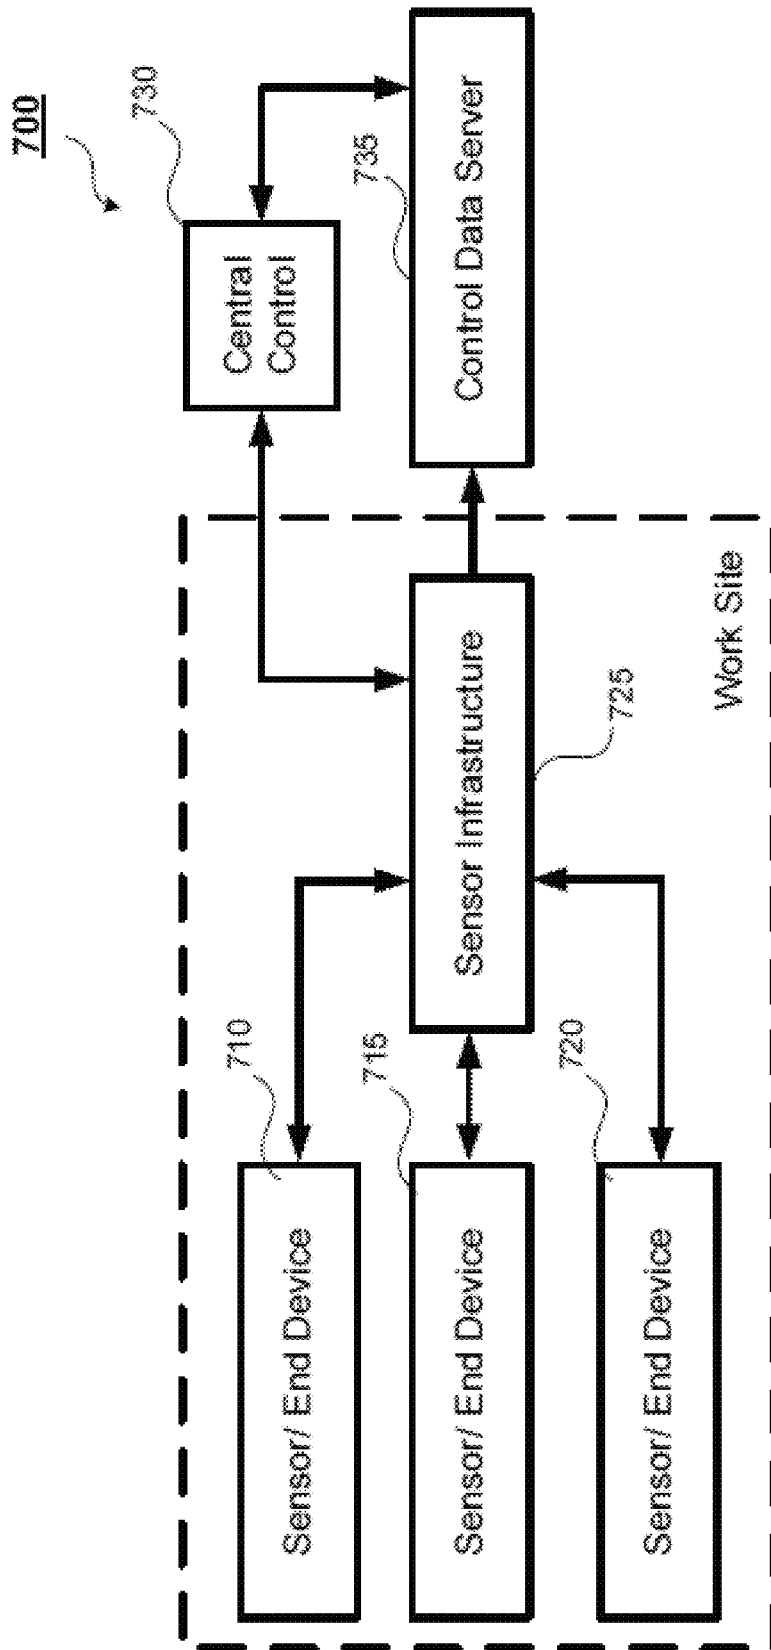 700
730
Central
Control
735
Control Data Server
Sensor Infrastructure
725
Work Site
710
Sensor/ End Device
715
Sensor/ End Device
720
Sensor/ End Device